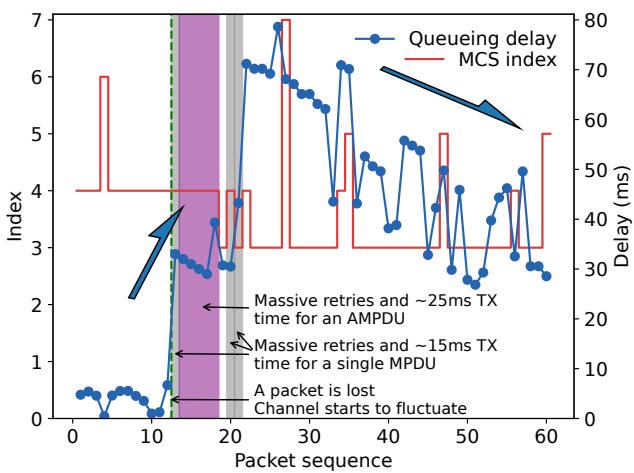 Queueing delay
MCS index
7
6
5
4
3
2
1
0
Index
80
70
60
50
40
30
20
10
0
Delay (ms)
Massive retries and ~25ms TX
time for an AMPDU
Massive retries and ~15ms TX
time for a single MPDU
A packet is lost
Channel starts to fluctuate
0 10 20 30 40 50 60
Packet sequence